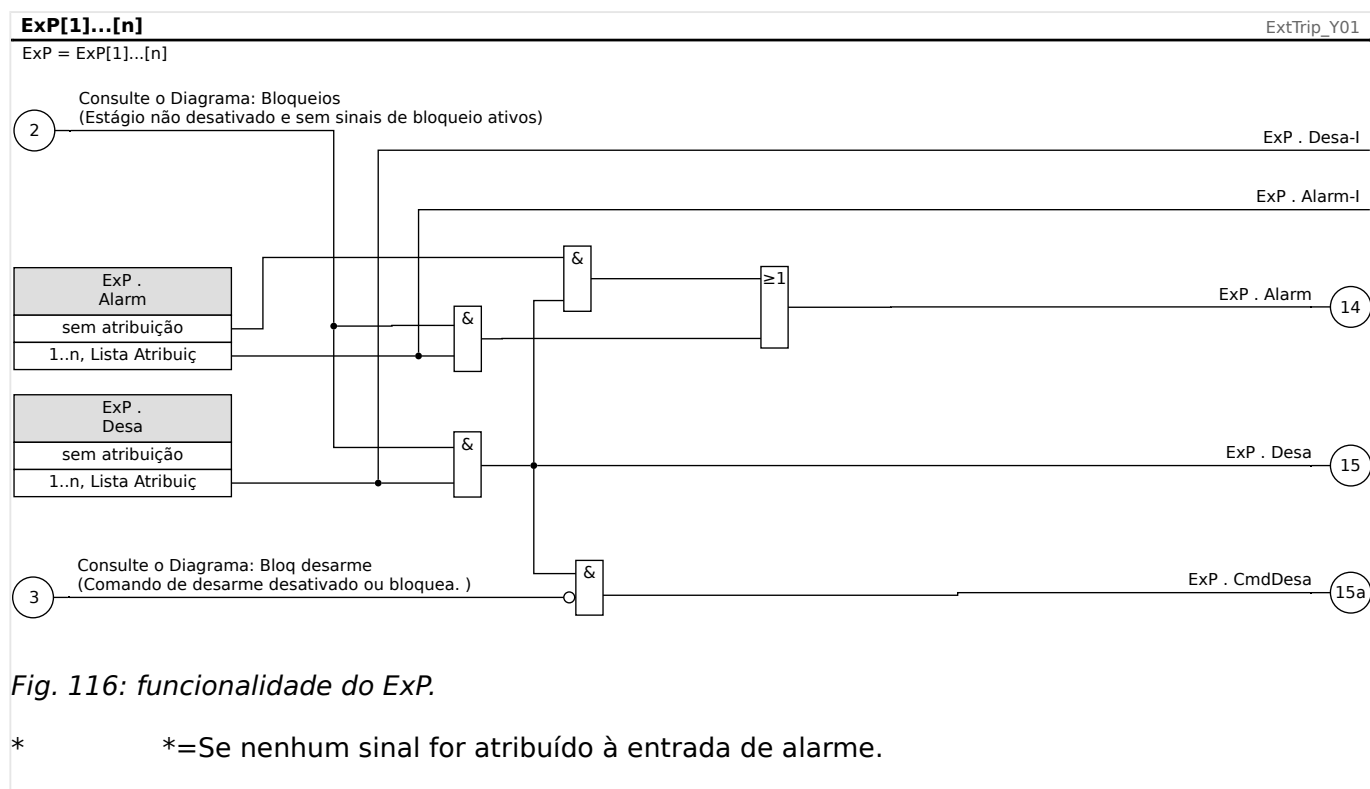 ExP[1]...[n]
ExtTrip_Y01
ExP = ExP[1]...[n]
Consulte o Diagrama: Bloqueios
(Estágio não desativado e sem sinais de bloqueio ativos)
2
ExP . Desa-I
ExP . Alarm-I
&
≥1
ExP .
Alarm
sem atribuição
1..n, Lista Atribuiç
&
ExP . Alarm
14
ExP .
Desa
sem atribuição
1..n, Lista Atribuiç
&
ExP . Desa
15
Consulte o Diagrama: Bloq desarme
(Comando de desarme desativado ou bloquea. )
3
&
ExP . CmdDesa
15a
Fig. 116: funcionalidade do ExP.
* *=Se nenhum sinal for atribuído à entrada de alarme.